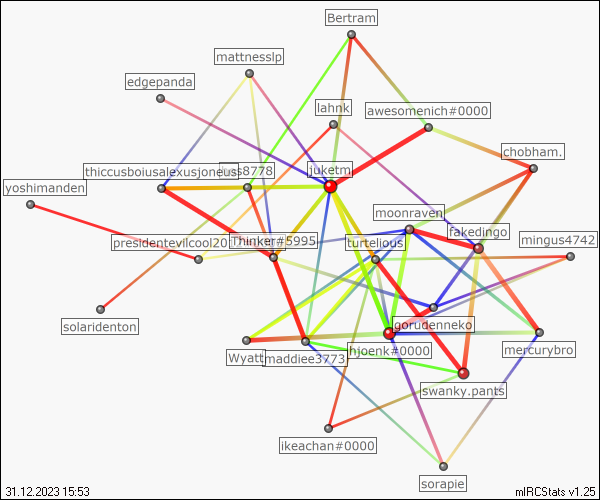 Bertram
mattnesslp
edgepanda
lahnk
awesomenich#0000
chobham.
thiccusboiusalexusjoneus
8778
juketm
yoshimanden
moonraven
presidentevilcool20
Thinker#5995
turtelious
fakedingo
mingus4742
solaridenton
gorudenneko
Wyatt
maddiee3773
hjoenk#0000
mercurybro
swanky.pants
ikeachan#0000
sorapie
31.12.2023 15:53
mIRCStats v1.25